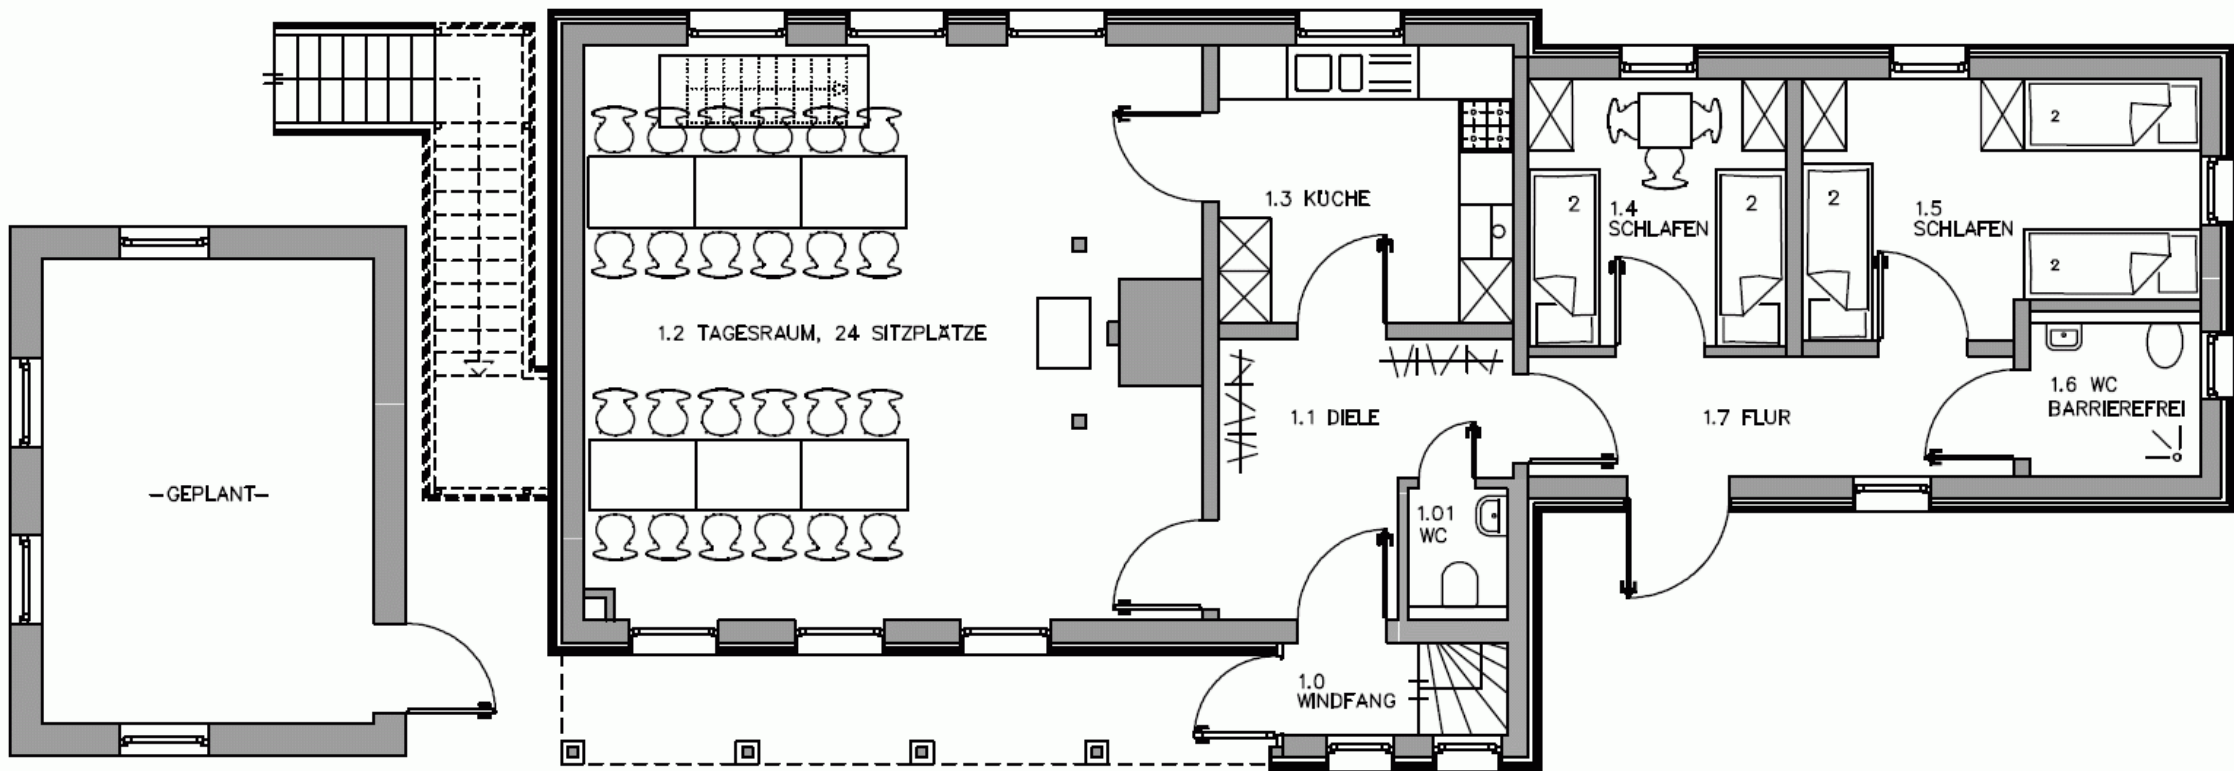 2
1.3 KÜCHE
2
1.4
SCHLAFEN
2
2
1.5
SCHLAFEN
2
1.2 TAGESRAUM, 24 SITZPLÄTZE
1.1 DIELE
1.7 FLUR
1.6 WC
BARRIEREFREI
-GEPLANT-
1.01
WC
1.0
WINDFANG